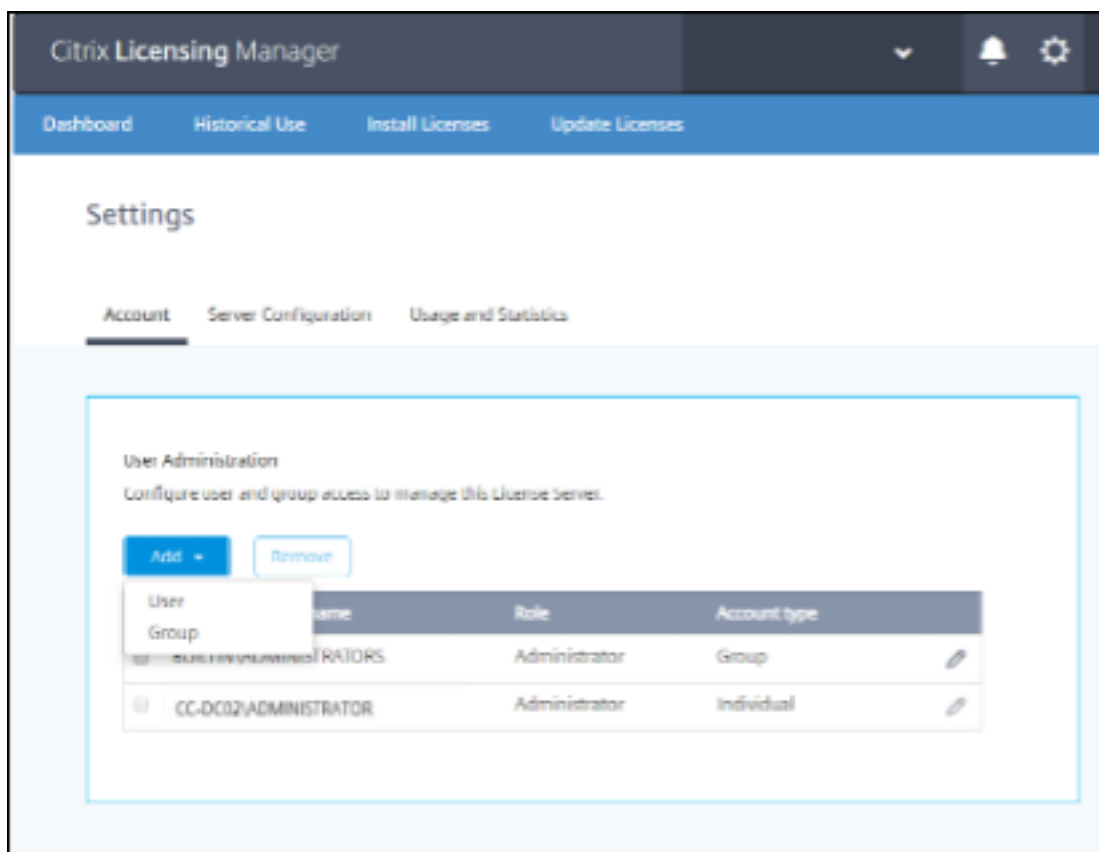 Citrix Licensing Manager
Dashboard Historical Use Install Licenses Update Licenses
Settings
Account Server Configuration Usage and Statistics
User Administration
Configure user and group access to manage this License Server.
Add Remove
User
Group
Role Account type
BUILTIN\ADMINISTRATORS Administrator Group
CC-DC02\ADMINISTRATOR Administrator Individual